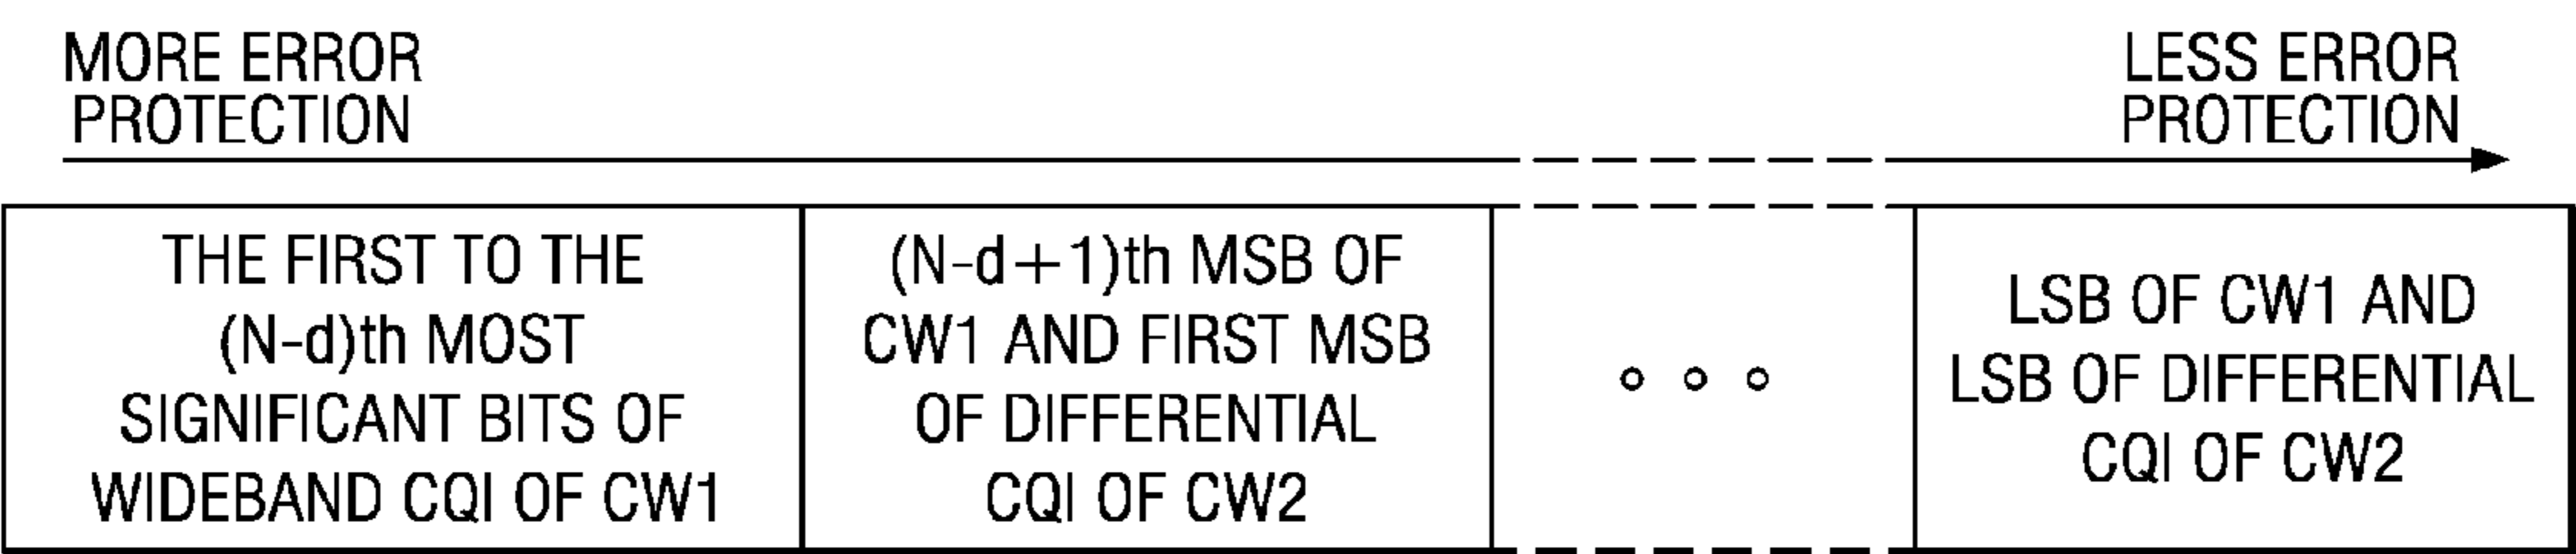 MORE ERROR
PROTECTION
LESS ERROR
PROTECTION
THE FIRST TO THE
(N-d)th MOST
SIGNIFICANT BITS OF
WIDEBAND CQI OF CW1
(N-d+1)th MSB OF
CW1 AND FIRST MSB
OF DIFFERENTIAL
CQI OF CW2
LSB OF CW1 AND
LSB OF DIFFERENTIAL
CQI OF CW2